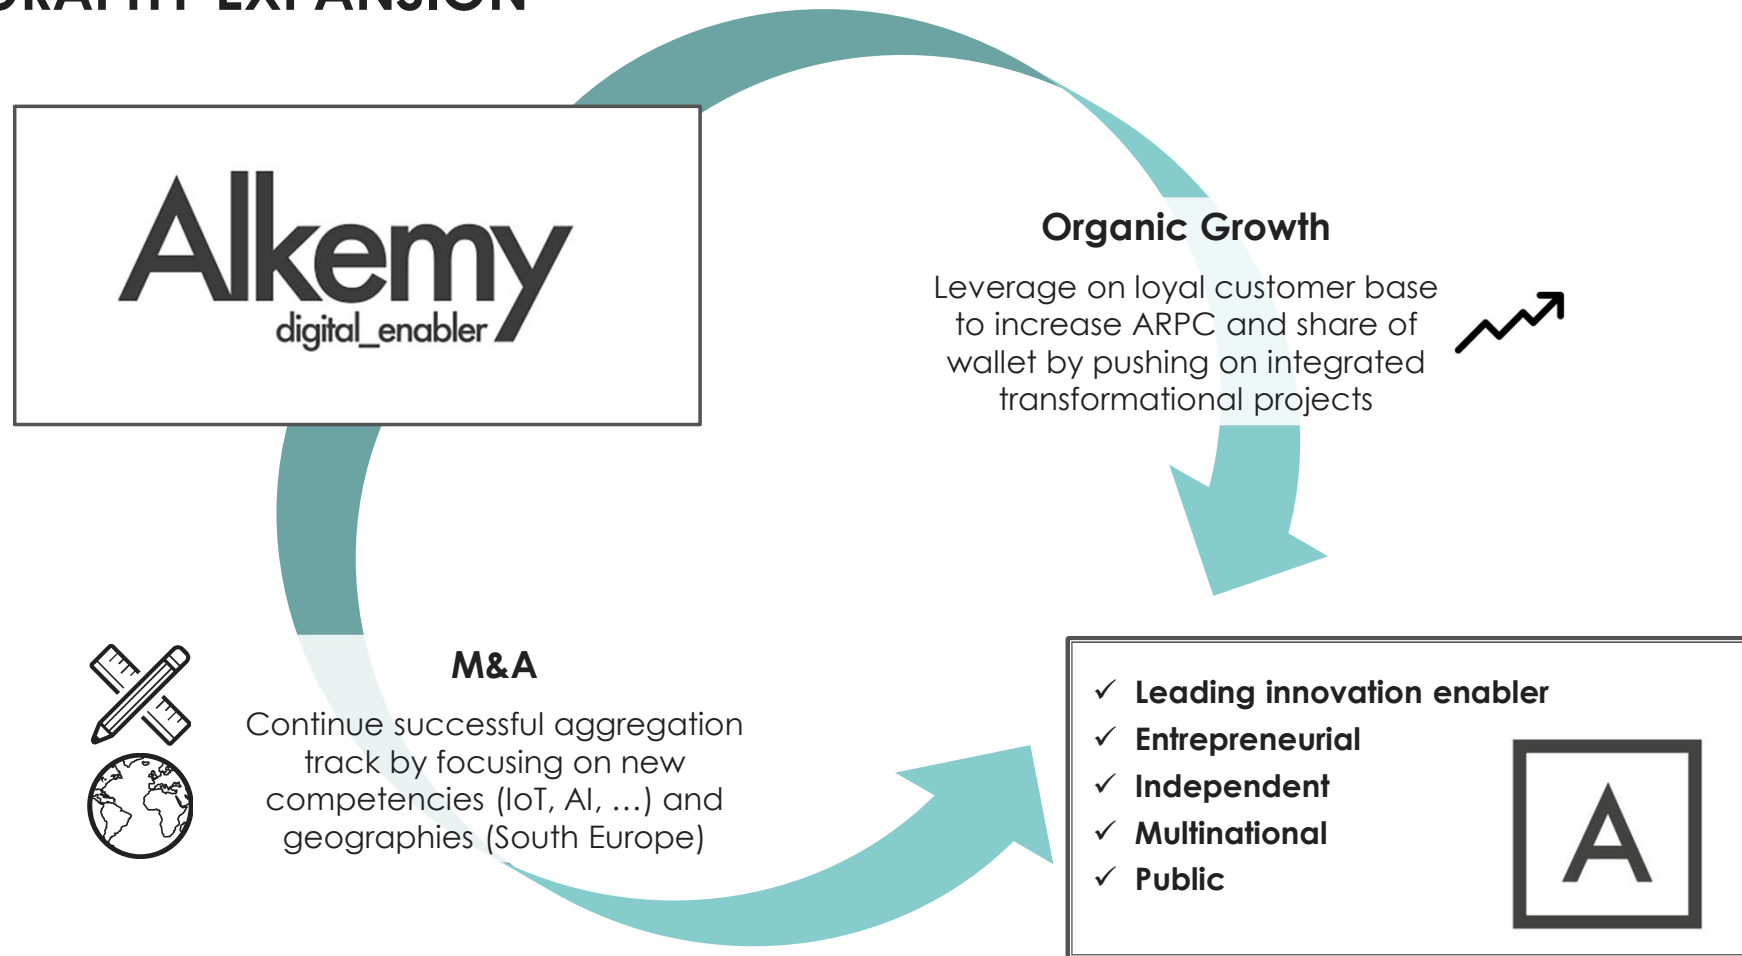 EXPANSION
Alkemy
digital_enabler
Organic Growth
Leverage on loyal customer base
to increase ARPC and share of
wallet by pushing on integrated
transformational projects
M&A
Continue successful aggregation
track by focusing on new
competencies (IoT, AI, ...) and
geographies (South Europe)
✓ Leading innovation enabler
✓ Entrepreneurial
✓ Independent
✓ Multinational
✓ Public
A